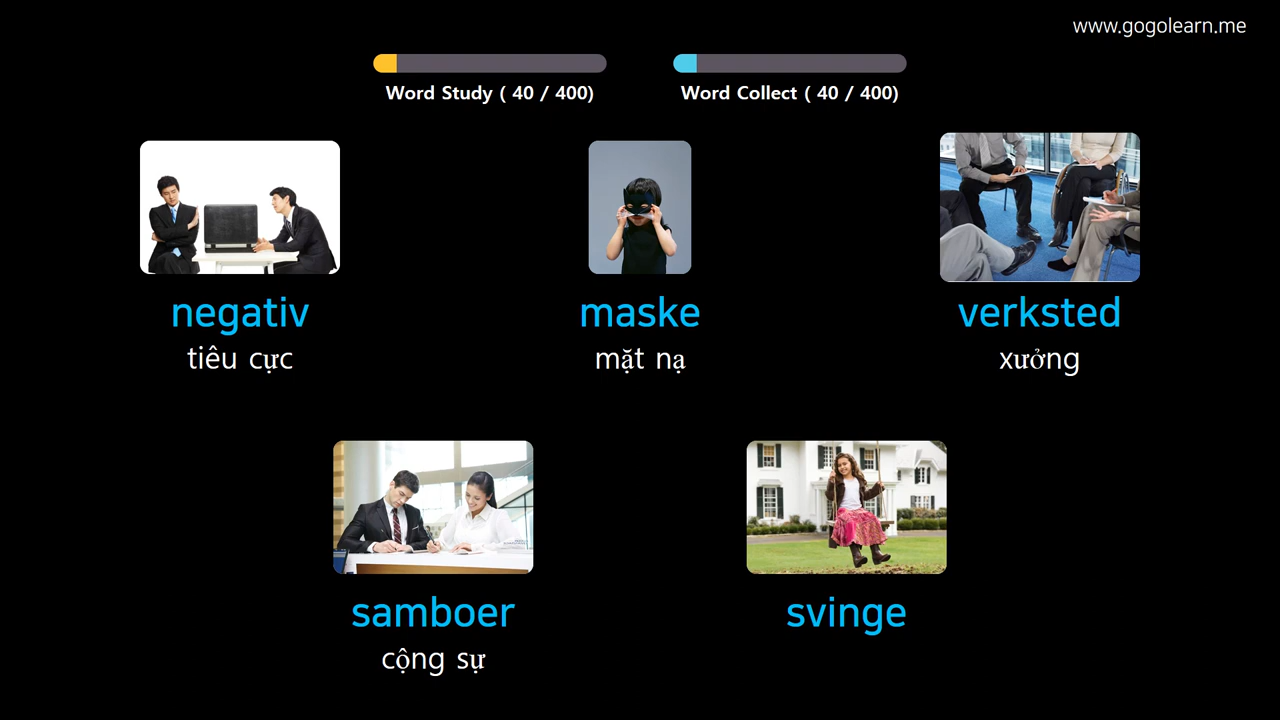 www.gogolearn.me
Word Study ( 40 / 400)
Word Collect ( 40 / 400)
negativ
tiêu cực
maske
mặt nạ
verksted
xưởng
samboer
cộng sự
svinge